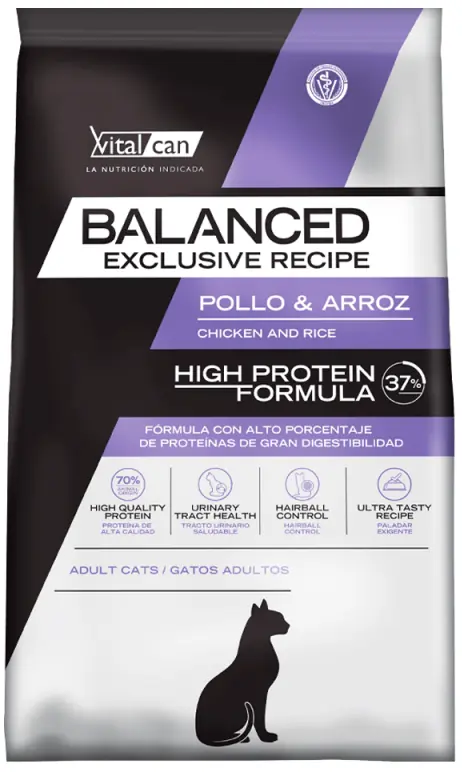 Vital can
LA NUTRICIÓN INDICADA
BALANCED
EXCLUSIVE RECIPE
POLLO & ARROZ
CHICKEN AND RICE
HIGH PROTEIN
FORMULA
37%
FÓRMULA CON ALTO PORCENTAJE
DE PROTEÍNAS DE GRAN DIGESTIBILIDAD
70%
HIGH QUALITY
PROTEIN
PROTEÍNA DE
ALTA CALIDAD
URINARY
TRACT HEALTH
TRACTO URINARIO
SALUDABLE
HAIRBALL
CONTROL
HAIRBALL
CONTROL
ULTRA TASTY
RECIPE
PALADAR
EXIGENTE
ADULT CATS / GATOS ADULTOS